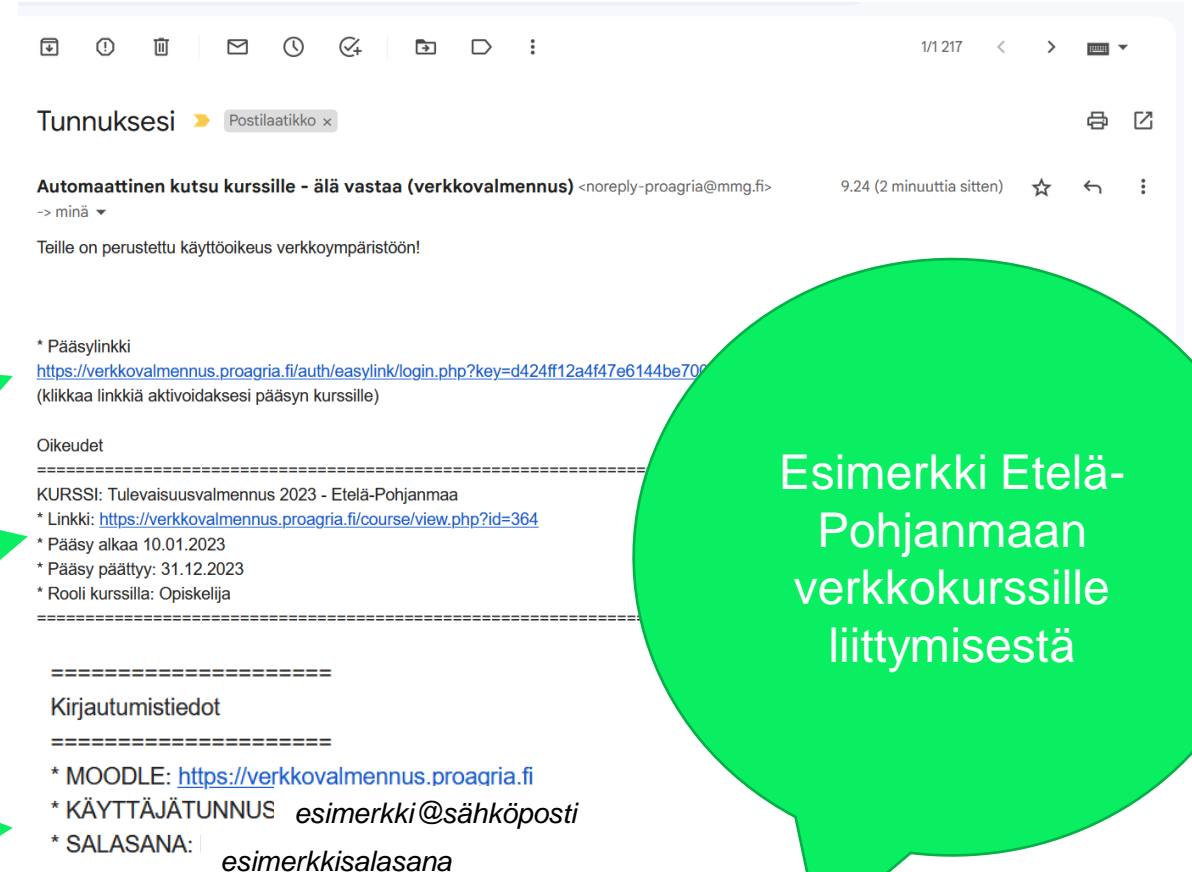 1/1 217
Tunnuksesi
Postilaatikko ×
Automaattinen kutsu kurssille - älä vastaa (verkkovalmennus) <noreply-proagria@mmg.fi>
9.24 (2 minuuttia sitten)
-> minä
Teille on perustettu käyttöoikeus verkkoympäristöön!
* Pääsylinkki
https://verkkovalmennus.proagria.fi/auth/easylink/login.php?key=d424ff12a4f47e6144be700
(klikkaa linkkiä aktivoidaksesi pääsyn kurssille)
Oikeudet
================================================================
KURSSI: Tulevaisuusvalmennus 2023 - Etelä-Pohjanmaa
* Linkki: https://verkkovalmennus.proagria.fi/course/view.php?id=364
* Pääsy alkaa 10.01.2023
* Pääsy päättyy: 31.12.2023
* Rooli kurssilla: Opiskelija
================================================================
=====================
Kirjautumistiedot
=====================
* MOODLE: https://verkkovalmennus.proagria.fi
* KÄYTTÄJÄTUNNUS esimerkki@sähköposti
* SALASANA:
esimerkkisalasana
Esimerkki Etelä-
Pohjanmaan
verkkokurssille
liittymisestä